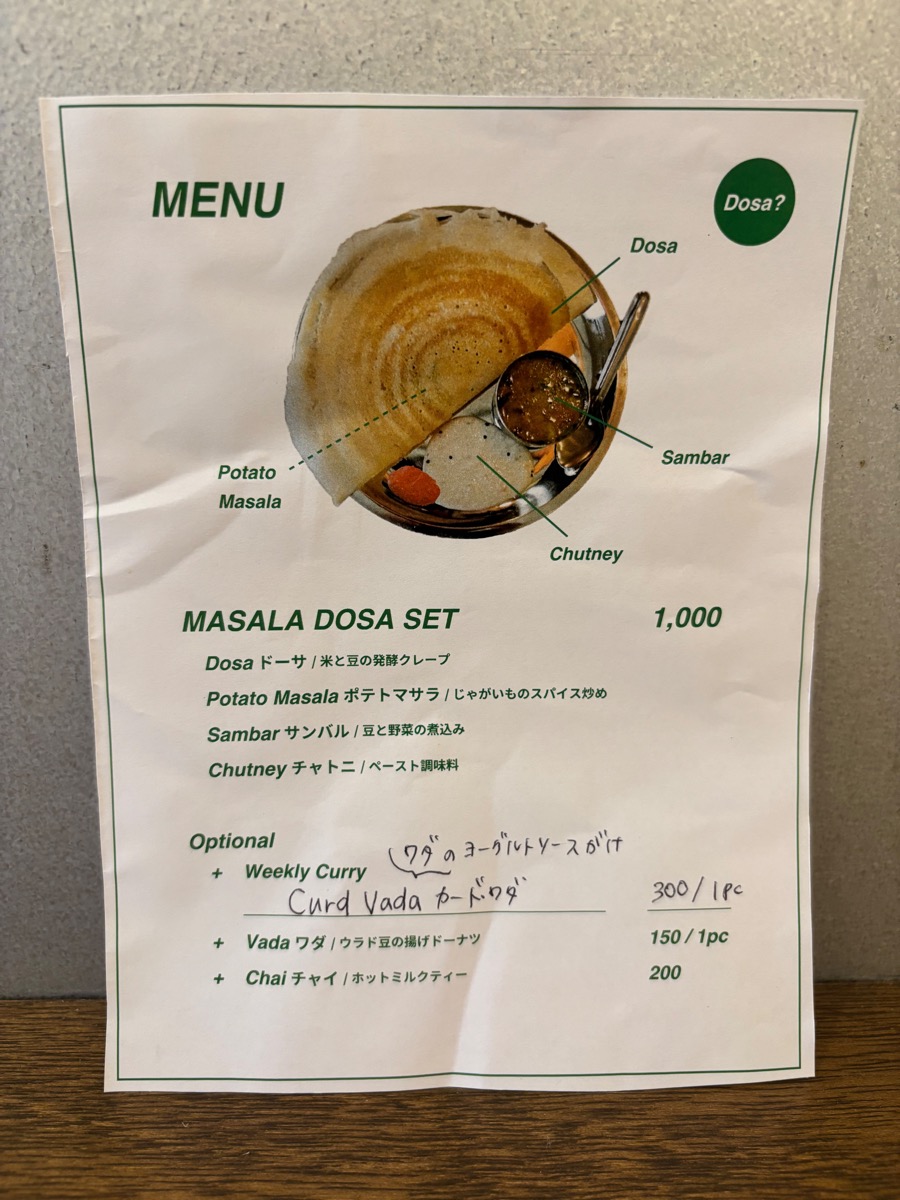 MENU
Dosa?
Dosa
Potato
Masala
Sambar
Chutney
MASALA DOSA SET 1,000
Dosa ドーサ / 米と豆の発酵クレープ
Potato Masala ポテトマサラ / じゃがいものスパイス炒め
Sambar サンバル / 豆と野菜の煮込み
Chutney チャトニ / ペースト調味料
Optional
ワダのヨーグルトソースがけ
+ Weekly Curry
Curd Vada カードワダ 300/1pc
+ Vada ワダ / ウラド豆の揚げドーナツ 150 / 1pc
+ Chai チャイ / ホットミルクティー 200